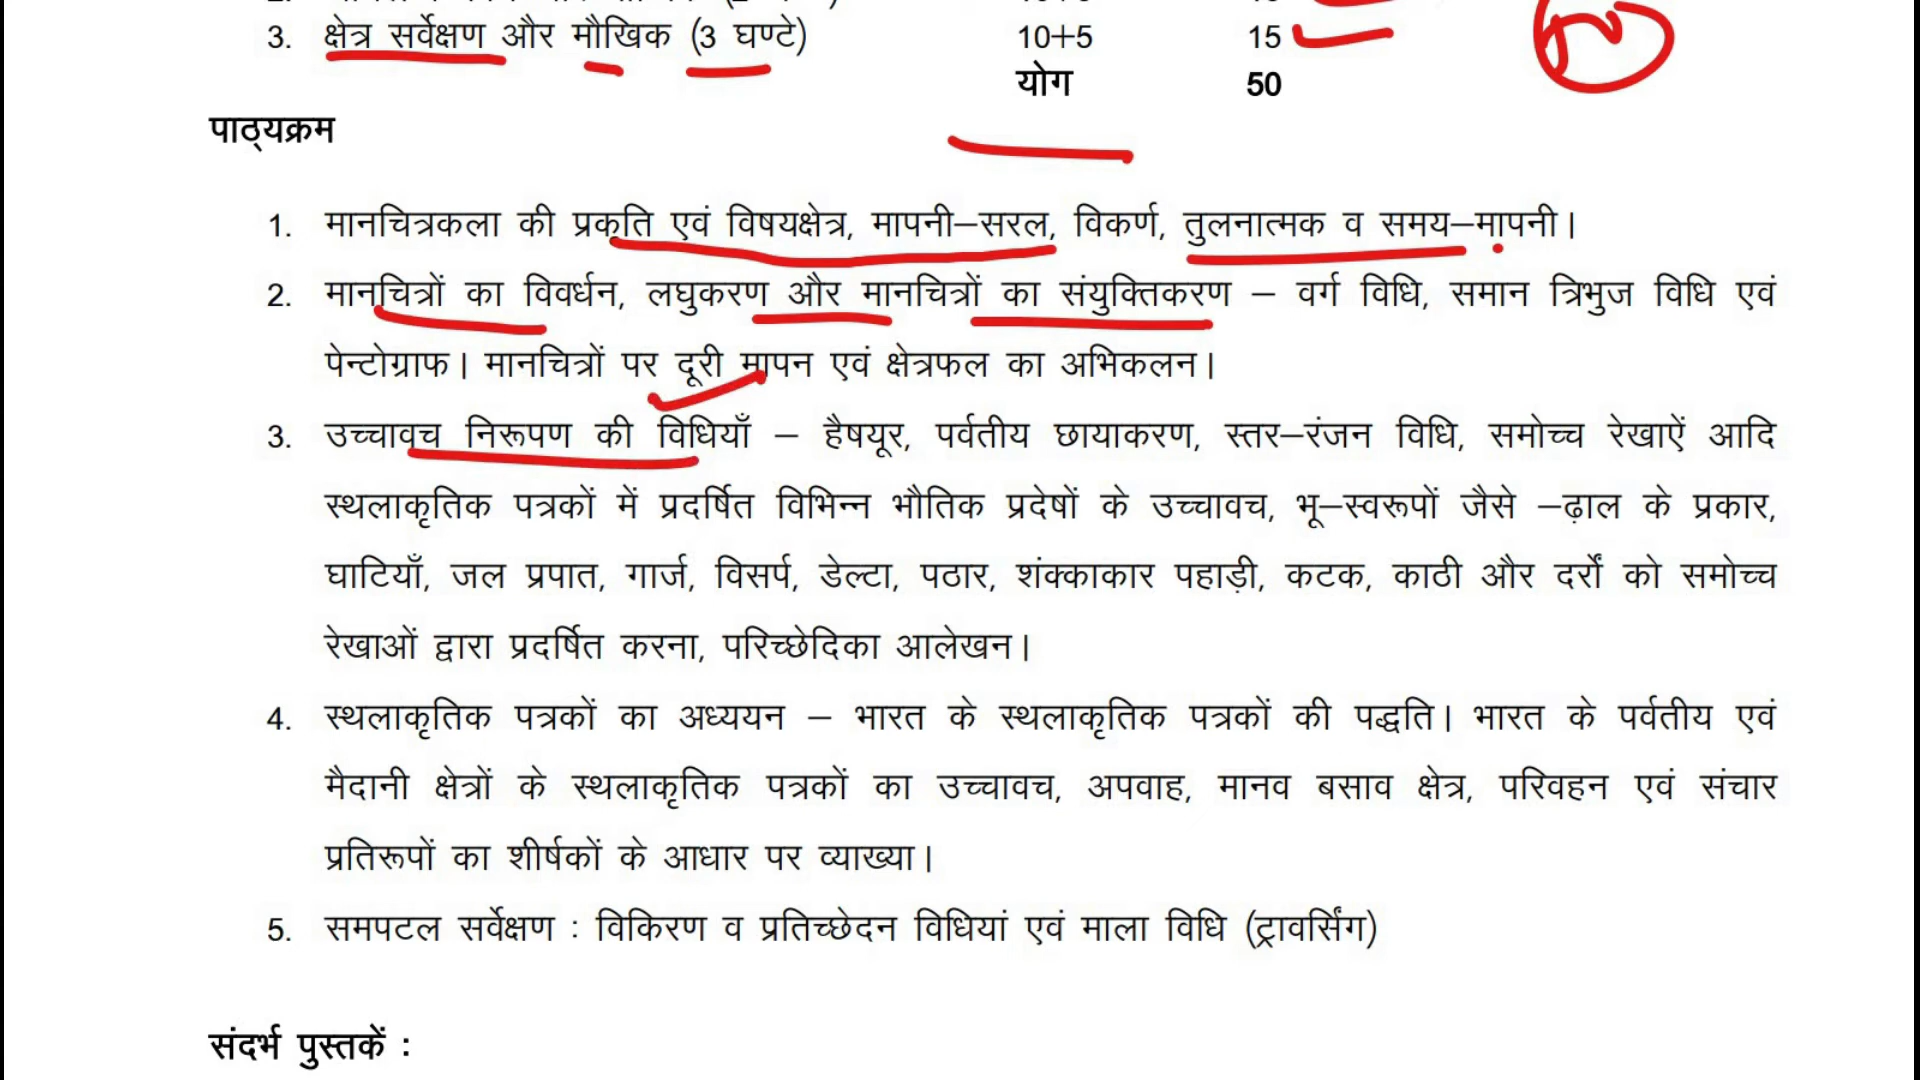 3. क्षेत्र सर्वेक्षण और मौखिक (3 घण्टे) 10+5 15
योग 50
पाठ्यक्रम
1. मानचित्रकला की प्रकृति एवं विषयक्षेत्र, मापनी–सरल, विकर्ण, तुलनात्मक व समय–मापनी।
2. मानचित्रों का विवर्धन, लघुकरण और मानचित्रों का संयुक्तिकरण – वर्ग विधि, समान त्रिभुज विधि एवं
पेन्टोग्राफ। मानचित्रों पर दूरी मापन एवं क्षेत्रफल का अभिकलन।
3. उच्चावच निरूपण की विधियाँ – हैषयूर, पर्वतीय छायाकरण, स्तर–रंजन विधि, समोच्च रेखाऐं आदि
स्थलाकृतिक पत्रकों में प्रदर्षित विभिन्न भौतिक प्रदेषों के उच्चावच, भू–स्वरूपों जैसे –ढ़ाल के प्रकार,
घाटियाँ, जल प्रपात, गार्ज, विसर्प, डेल्टा, पठार, शंक्काकार पहाड़ी, कटक, काठी और दर्रों को समोच्च
रेखाओं द्वारा प्रदर्षित करना, परिच्छेदिका आलेखन।
4. स्थलाकृतिक पत्रकों का अध्ययन – भारत के स्थलाकृतिक पत्रकों की पद्धति। भारत के पर्वतीय एवं
मैदानी क्षेत्रों के स्थलाकृतिक पत्रकों का उच्चावच, अपवाह, मानव बसाव क्षेत्र, परिवहन एवं संचार
प्रतिरूपों का शीर्षकों के आधार पर व्याख्या।
5. समपटल सर्वेक्षण : विकिरण व प्रतिच्छेदन विधियां एवं माला विधि (ट्रावर्सिंग)
संदर्भ पुस्तकें :